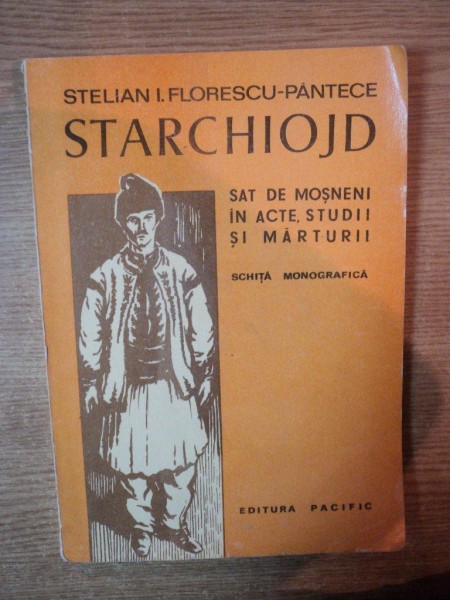 STELIAN I. FLORESCU-PÂNTECE
STARCHIOJD
SAT DE MOȘNENI
ÎN ACTE, STUDII
ȘI MĂRTURII
SCHIȚĂ MONOGRAFICĂ
EDITURA PACIFIC